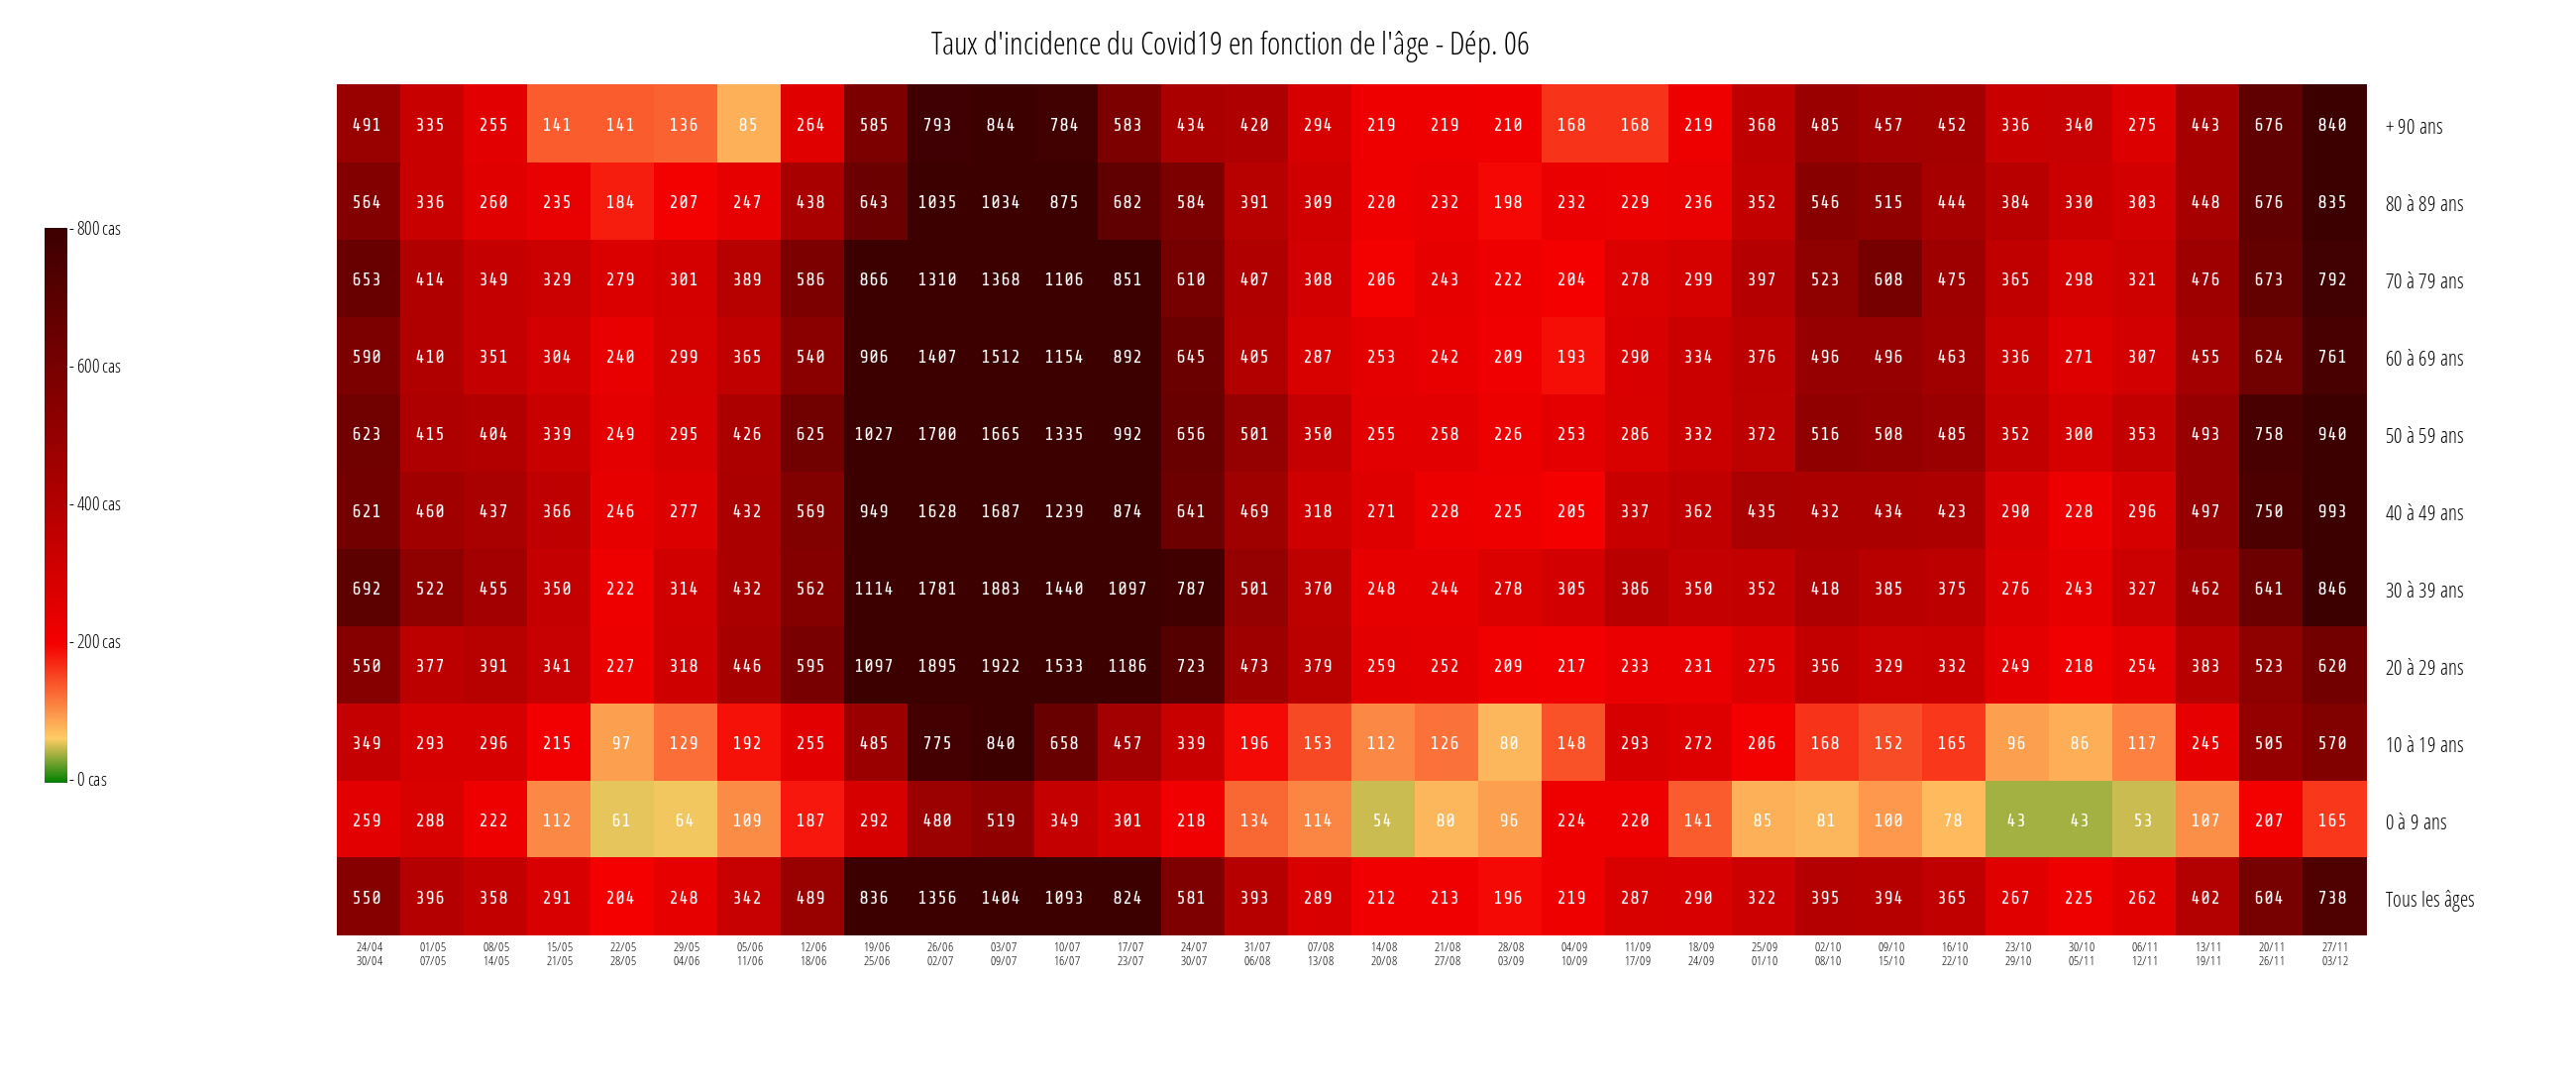 Taux d'incidence du Covid19 en fonction de l'âge - Dép. 06
491 335 255 141 141 136 85 264 585 793 844 784 583 434 420 294 219 219 210 168 168 219 368 485 457 452 336 340 275 443 676 840 + 90 ans
564 336 260 235 184 207 247 438 643 1035 1034 875 682 584 391 309 220 232 198 232 229 236 352 546 515 444 384 330 303 448 676 835 80 à 89 ans
- 800 cas
653 414 349 329 279 301 389 586 866 1310 1368 1106 851 610 407 308 206 243 222 204 278 299 397 523 608 475 365 298 321 476 673 792 70 à 79 ans
590 410 351 304 240 299 365 540 906 1407 1512 1154 892 645 405 287 253 242 209 193 290 334 376 496 496 463 336 271 307 455 624 761 60 à 69 ans
- 600 cas
623 415 404 339 249 295 426 625 1027 1700 1665 1335 992 656 501 350 255 258 226 253 286 332 372 516 508 485 352 300 353 493 758 940 50 à 59 ans
- 400 cas
621 460 437 366 246 277 432 569 949 1628 1687 1239 874 641 469 318 271 228 225 205 337 362 435 432 434 423 290 228 296 497 750 993 40 à 49 ans
692 522 455 350 222 314 432 562 1114 1781 1883 1440 1097 787 501 370 248 244 278 305 386 350 352 418 385 375 276 243 327 462 641 846 30 à 39 ans
- 200 cas
550 377 391 341 227 318 446 595 1097 1895 1922 1533 1186 723 473 379 259 252 209 217 233 231 275 356 329 332 249 218 254 383 523 620 20 à 29 ans
349 293 296 215 97 129 192 255 485 775 840 658 457 339 196 153 112 126 80 148 293 272 206 168 152 165 96 86 117 245 505 570 10 à 19 ans
- 0 cas
259 288 222 112 61 64 109 187 292 480 519 349 301 218 134 114 54 80 96 224 220 141 85 81 100 78 43 43 53 107 207 165 0 à 9 ans
550 396 358 291 204 248 342 489 836 1356 1404 1093 824 581 393 289 212 213 196 219 287 290 322 395 394 365 267 225 262 402 604 738 Tous les âges
24/04 01/05 08/05 15/05 22/05 29/05 05/06 12/06 19/06 26/06 03/07 10/07 17/07 24/07 31/07 07/08 14/08 21/08 28/08 04/09 11/09 18/09 25/09 02/10 09/10 16/10 23/10 30/10 06/11 13/11 20/11 27/11
30/04 07/05 14/05 21/05 28/05 04/06 11/06 18/06 25/06 02/07 09/07 16/07 23/07 30/07 06/08 13/08 20/08 27/08 03/09 10/09 17/09 24/09 01/10 08/10 15/10 22/10 29/10 05/11 12/11 19/11 26/11 03/12